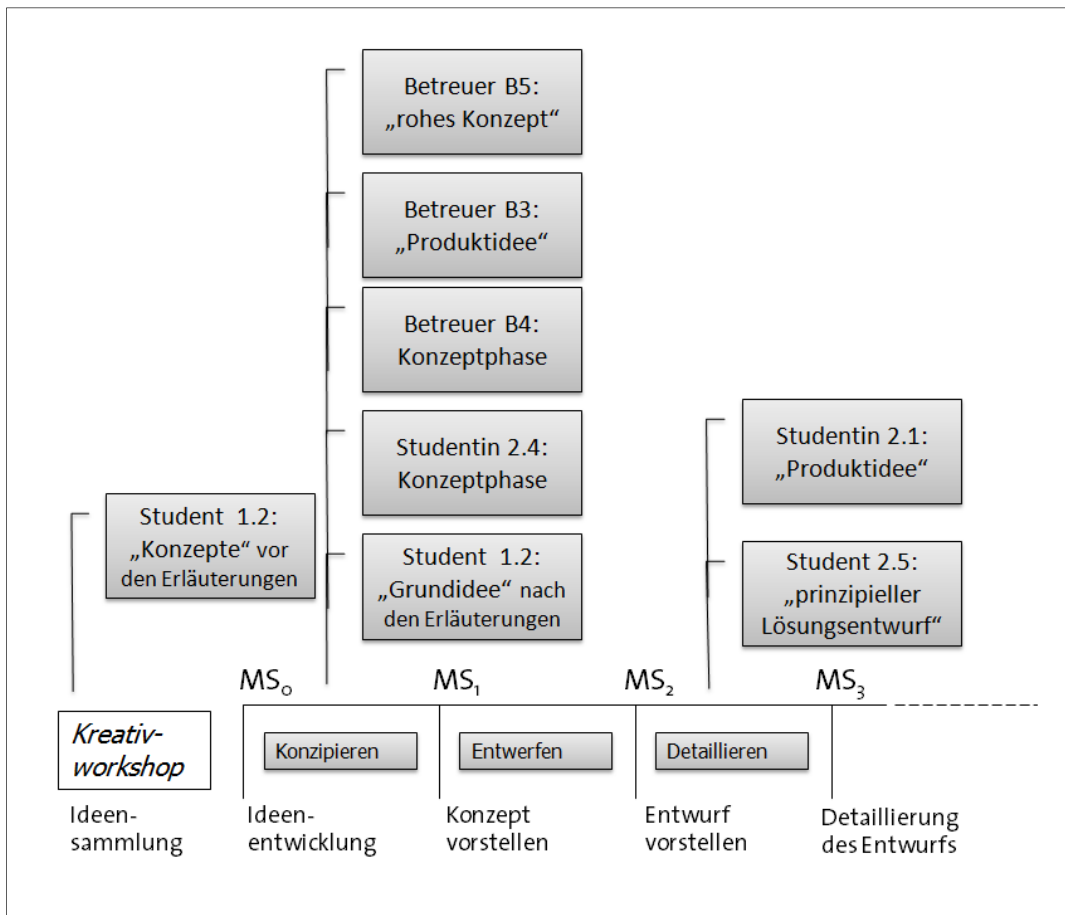 Betreuer B5:
„rohes Konzept“
Betreuer B3:
„Produktidee“
Betreuer B4:
Konzeptphase
Studentin 2.4:
Konzeptphase
Studentin 2.1:
„Produktidee“
Student 1.2:
„Konzepte“ vor
den Erläuterungen
Student 1.2:
„Grundidee“ nach
den Erläuterungen
Student 2.5:
„prinzipieller
Lösungsentwurf“
MS₀ MS₁ MS₂ MS₃
Kreativ-
workshop
Konzipieren
Entwerfen
Detaillieren
Ideen-
sammlung
Ideen-
entwicklung
Konzept
vorstellen
Entwurf
vorstellen
Detaillierung
des Entwurfs